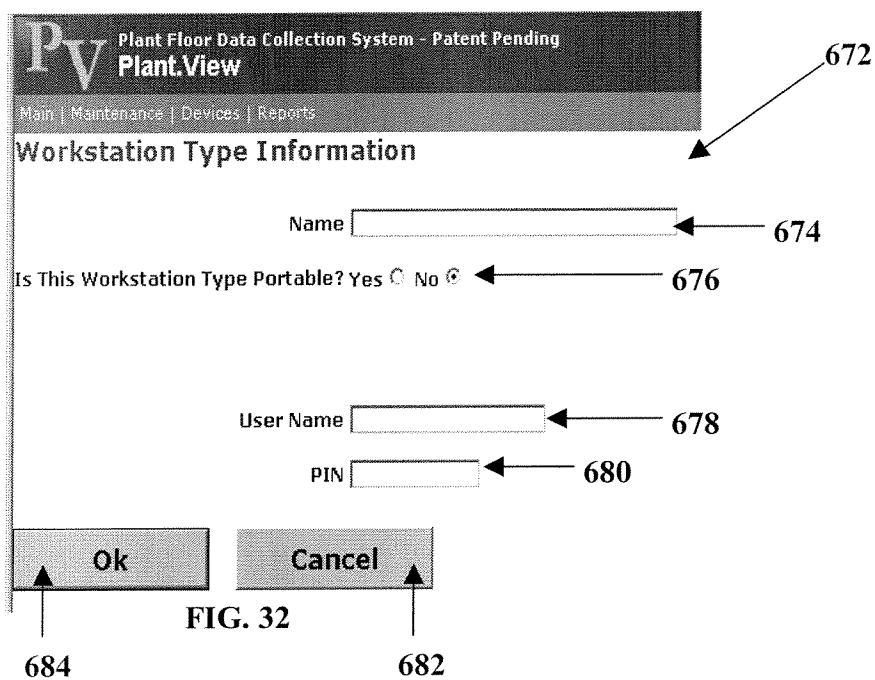 PV Plant Floor Data Collection System - Patent Pending
Plant.View
672
Main | Maintenance | Devices | Reports
Workstation Type Information
Name
674
Is This Workstation Type Portable? Yes No
676
User Name
678
PIN
680
Ok Cancel
FIG. 32
684 682